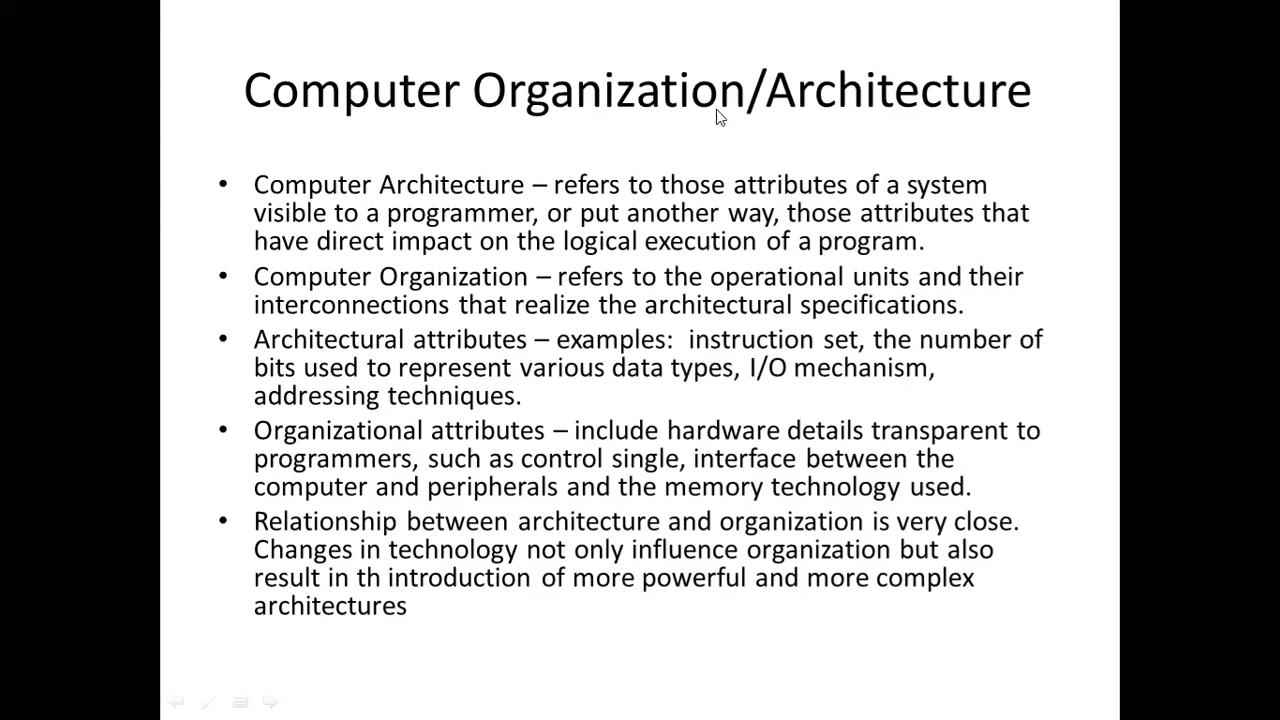 Computer Organization/Architecture
• Computer Architecture – refers to those attributes of a system
visible to a programmer, or put another way, those attributes that
have direct impact on the logical execution of a program.
• Computer Organization – refers to the operational units and their
interconnections that realize the architectural specifications.
• Architectural attributes – examples:  instruction set, the number of
bits used to represent various data types, I/O mechanism,
addressing techniques.
• Organizational attributes – include hardware details transparent to
programmers, such as control single, interface between the
computer and peripherals and the memory technology used.
• Relationship between architecture and organization is very close.
Changes in technology not only influence organization but also
result in th introduction of more powerful and more complex
architectures